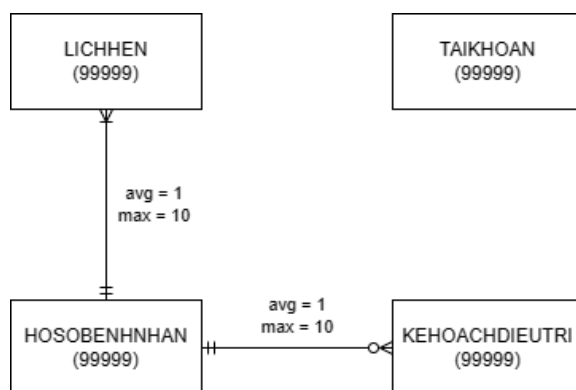 LICHHEN
(99999)
TAIKHOAN
(99999)
avg = 1
max = 10
avg = 1
max = 10
HOSOBENHNHAN
(99999)
KEHOACHDIEUTRI
(99999)